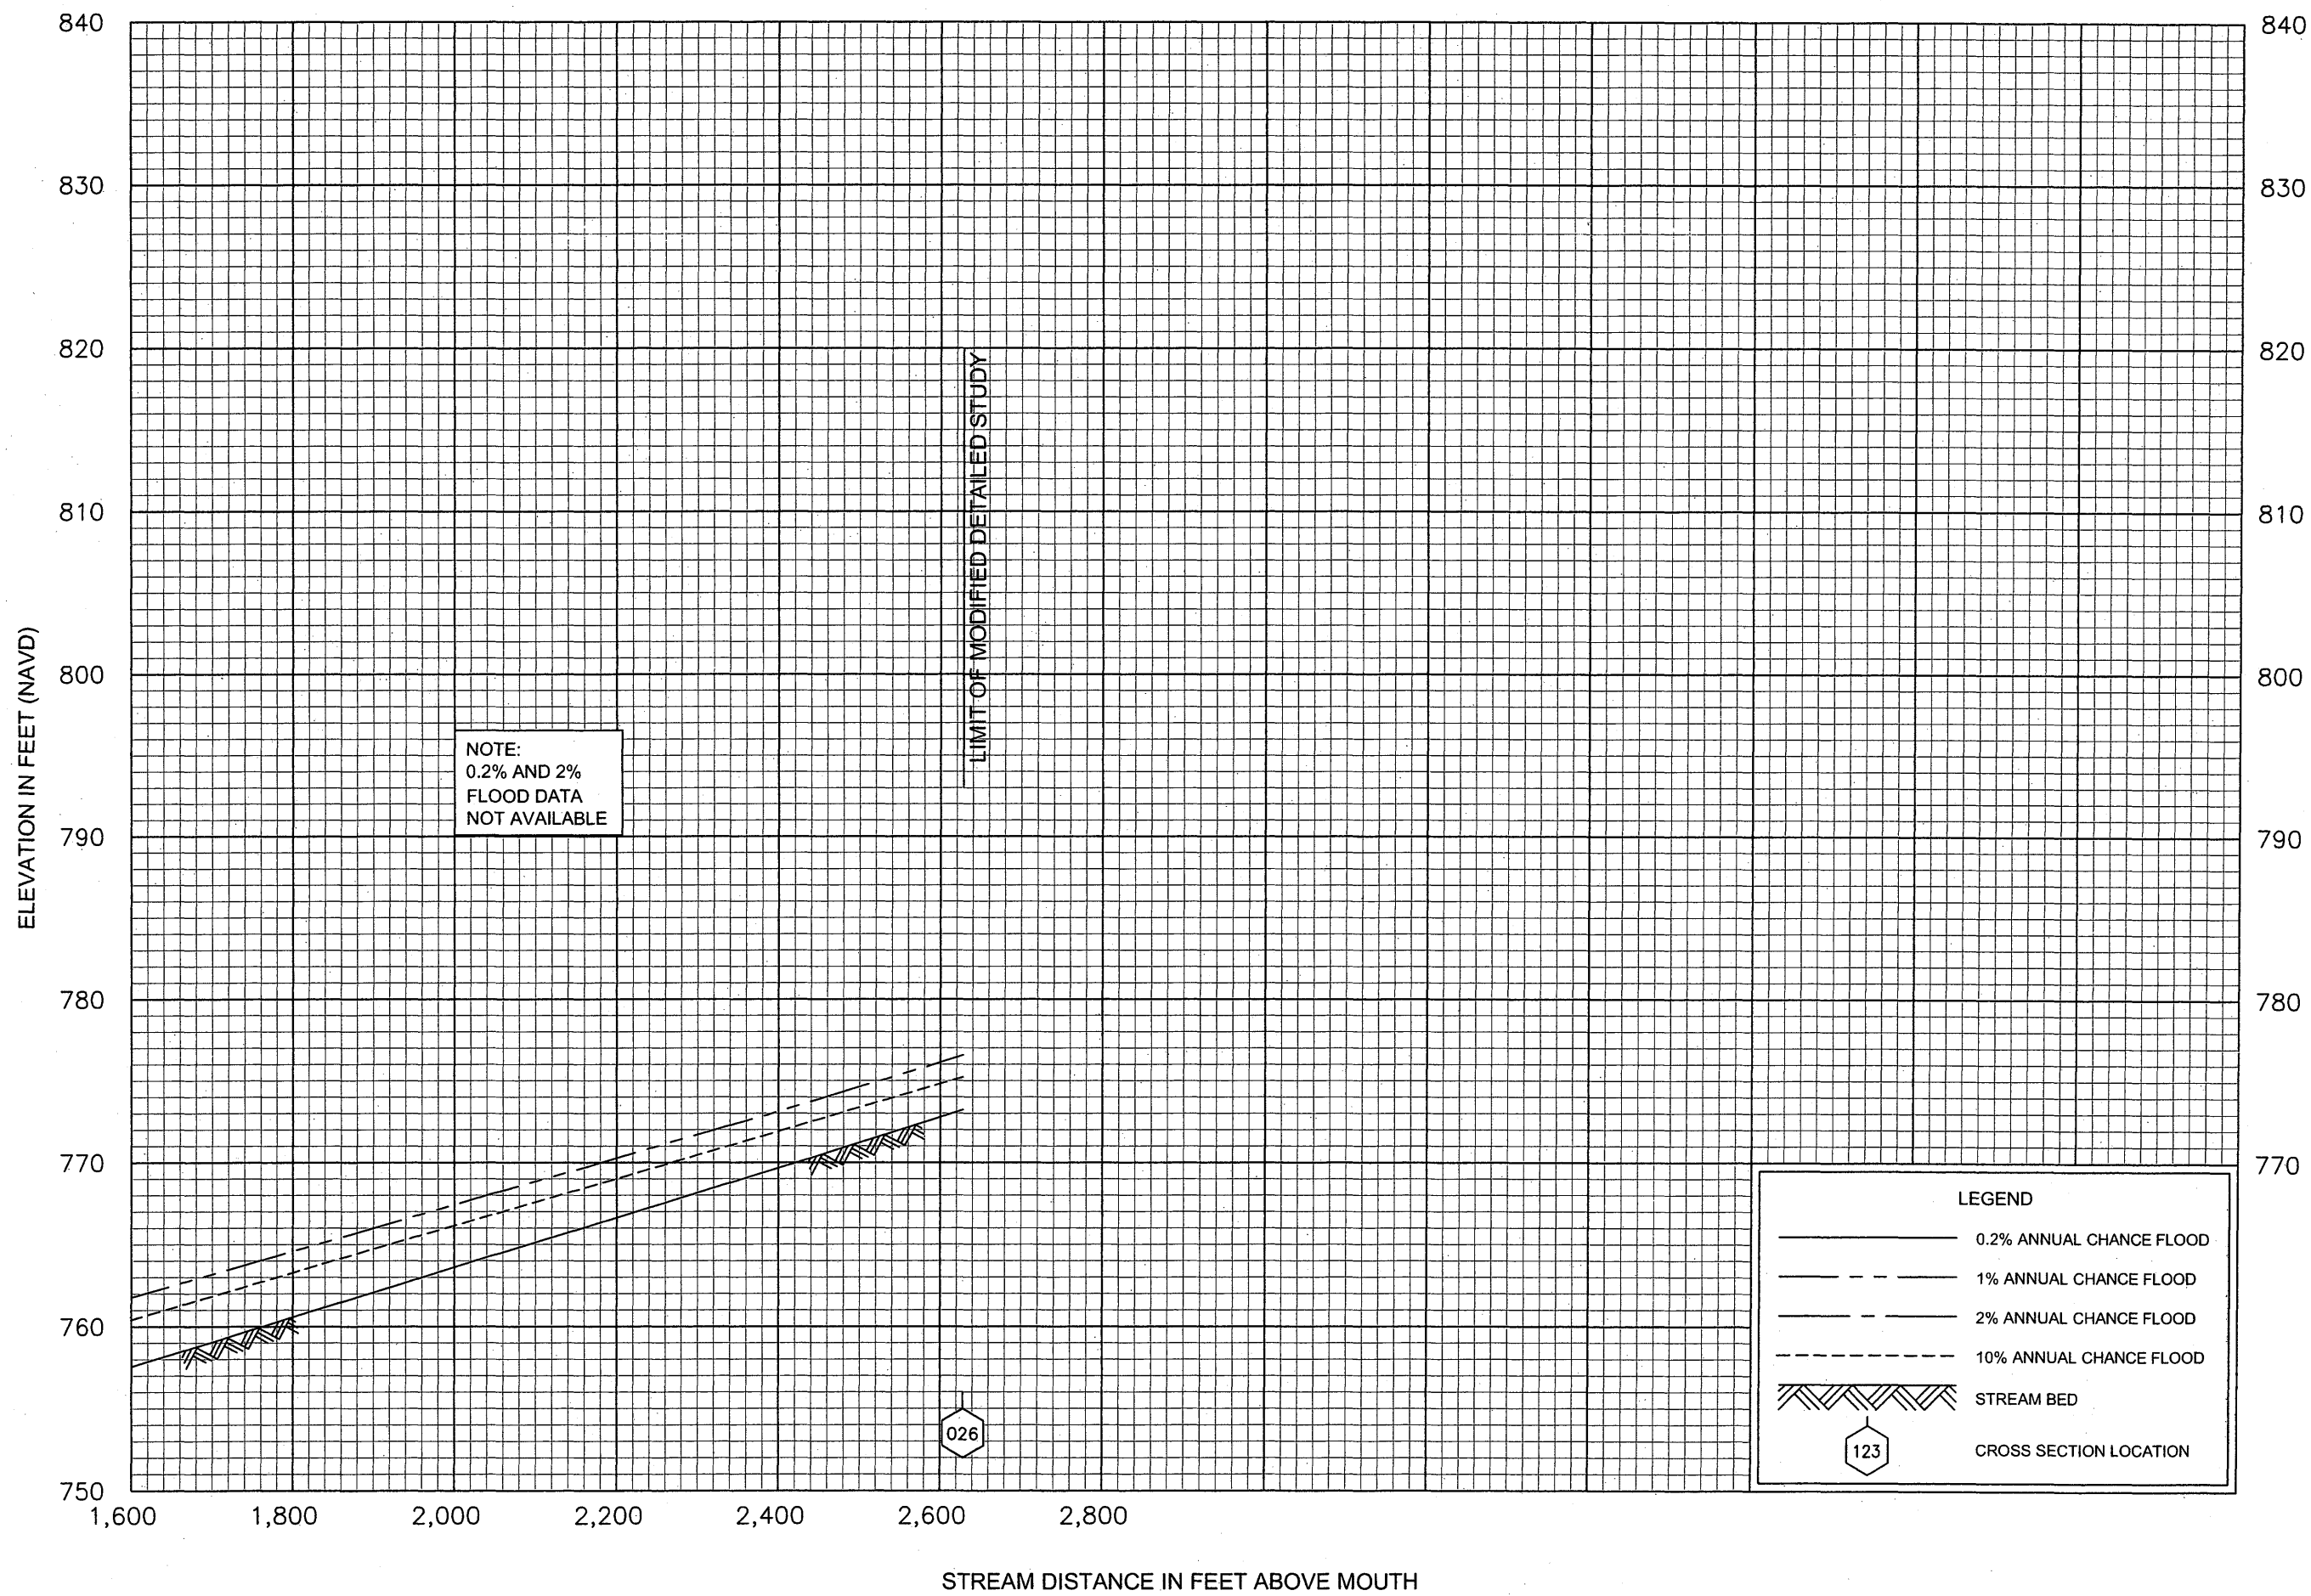 840
840
830
830
820
820
LIMIT OF MODIFIED DETAILED STUDY
810
810
ELEVATION IN FEET (NAVD)
800
800
NOTE:
0.2% AND 2%
FLOOD DATA
NOT AVAILABLE
790
790
780
780
770
770
LEGEND
0.2% ANNUAL CHANCE FLOOD
1% ANNUAL CHANCE FLOOD
2% ANNUAL CHANCE FLOOD
10% ANNUAL CHANCE FLOOD
STREAM BED
123 CROSS SECTION LOCATION
760
026
750
1,600 1,800 2,000 2,200 2,400 2,600 2,800
STREAM DISTANCE IN FEET ABOVE MOUTH